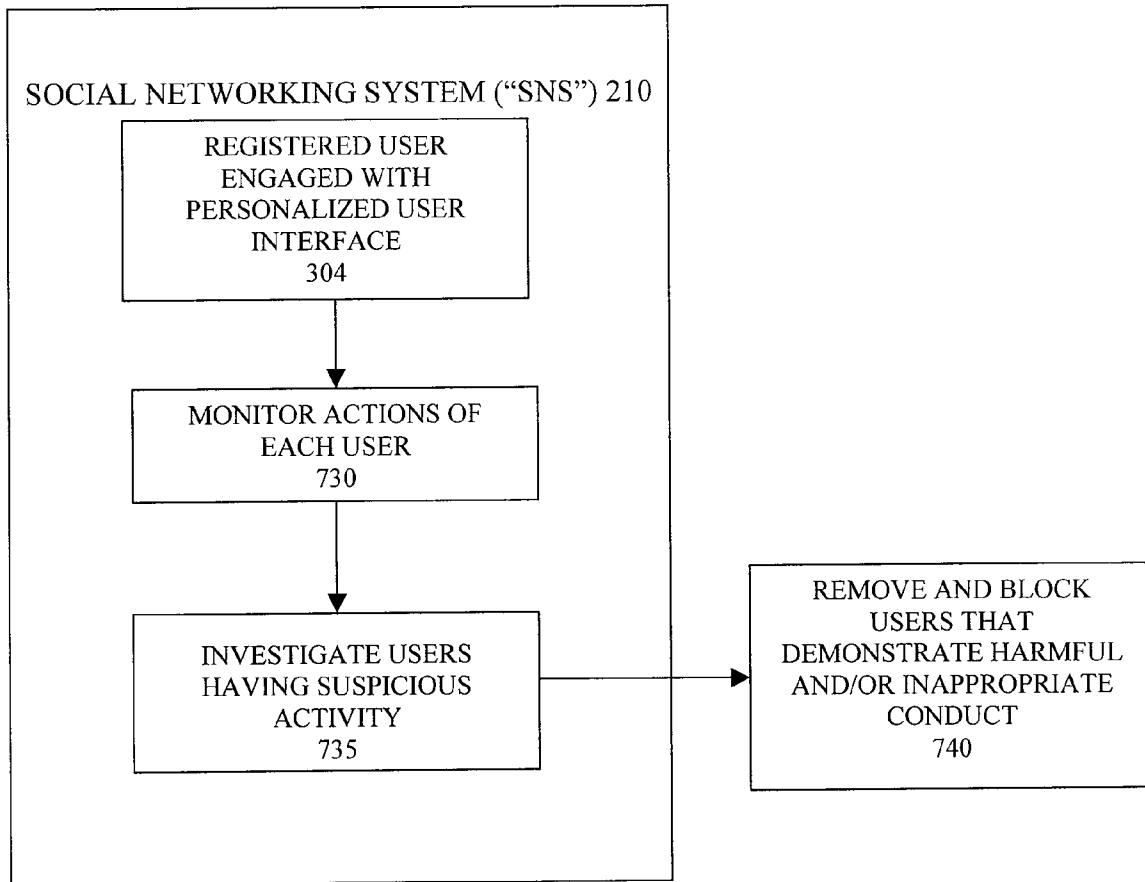 SOCIAL NETWORKING SYSTEM (“SNS”) 210
REGISTERED USER
ENGAGED WITH
PERSONALIZED USER
INTERFACE
304
MONITOR ACTIONS OF
EACH USER
730
INVESTIGATE USERS
HAVING SUSPICIOUS
ACTIVITY
735
REMOVE AND BLOCK
USERS THAT
DEMONSTRATE HARMFUL
AND/OR INAPPROPRIATE
CONDUCT
740